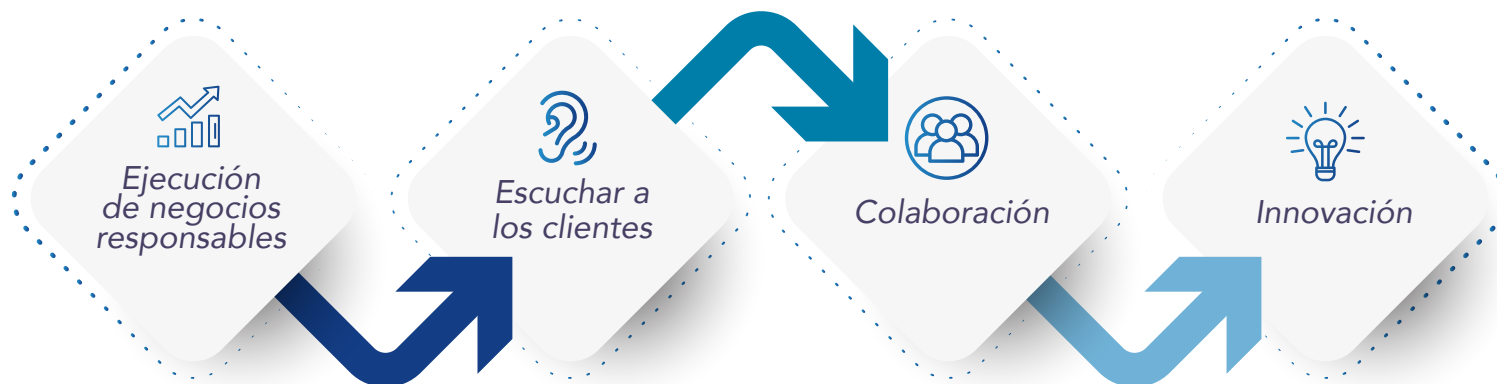 Ejecución
de negocios
responsables
Escuchar a
los clientes
Colaboración
Innovación